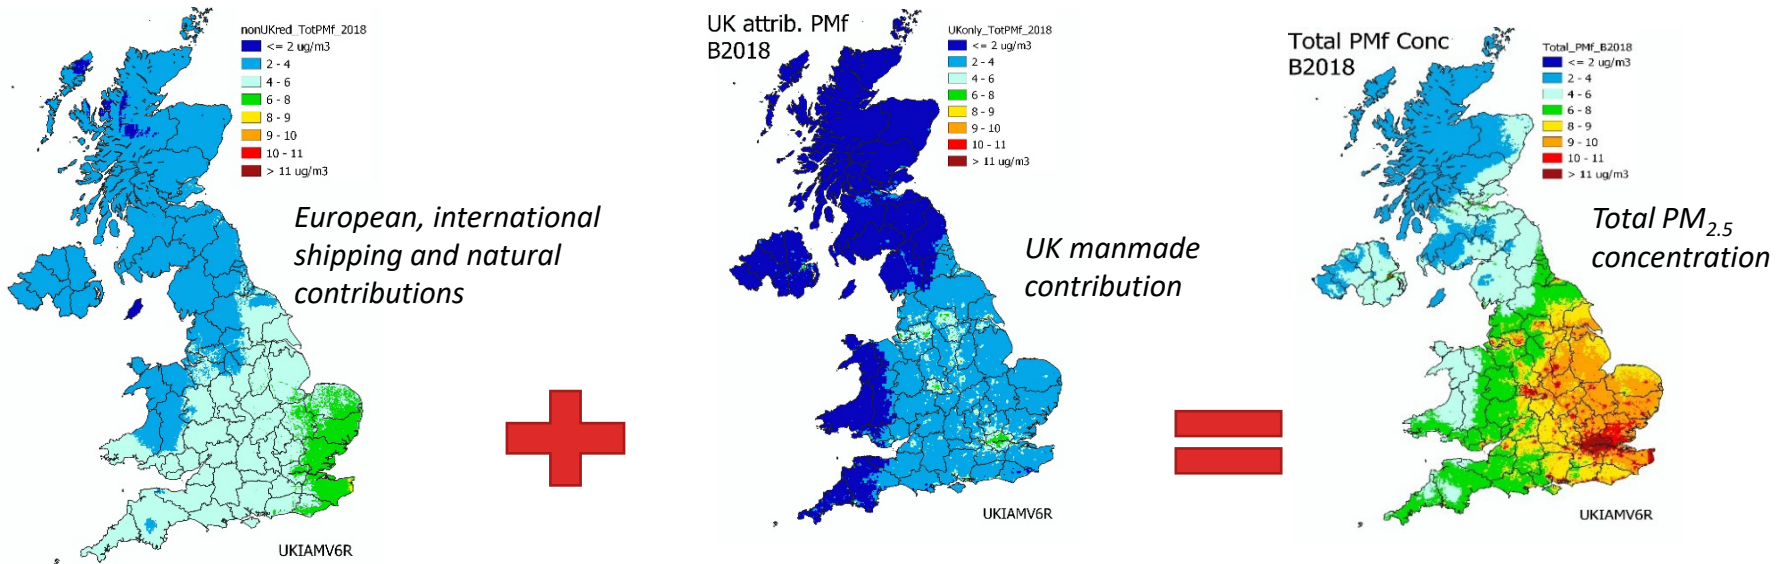 nonUKred_TotPMf_2018
<= 2 ug/m3
2 - 4
4 - 6
6 - 8
8 - 9
9 - 10
10 - 11
> 11 ug/m3
European, international
shipping and natural
contributions
UKIAMV6R
UK attrib. PMf
B2018
UKonly_TotPMf_2018
<= 2 ug/m3
2 - 4
4 - 6
6 - 8
8 - 9
9 - 10
10 - 11
> 11 ug/m3
UK manmade
contribution
UKIAMV6R
Total PMf Conc
B2018
Total_PMf_B2018
<= 2 ug/m3
2 - 4
4 - 6
6 - 8
8 - 9
9 - 10
10 - 11
> 11 ug/m3
Total PM2.5
concentration
UKIAMV6R